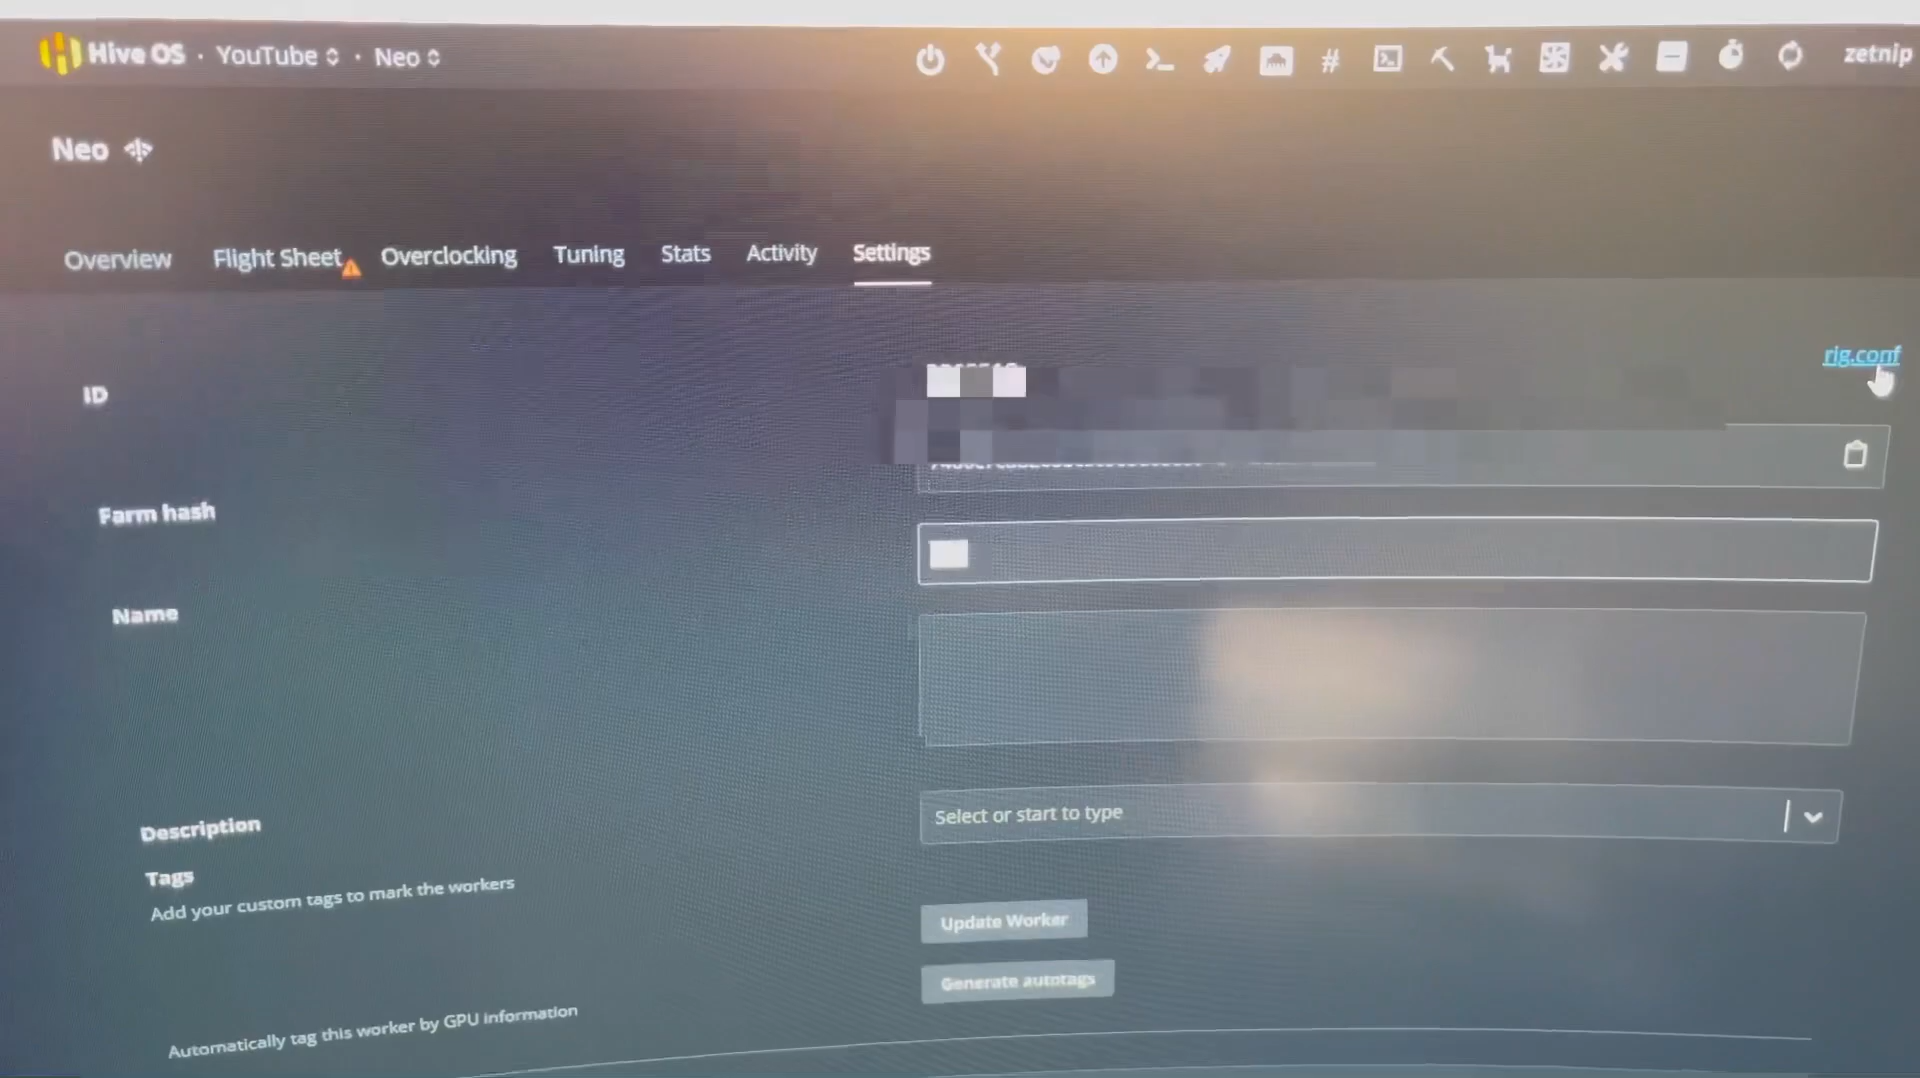 Hive OS · YouTube · Neo zetnip
Neo
Overview Flight Sheet Overclocking Tuning Stats Activity Settings
rig.conf
ID
Farm hash
Name
Select or start to type
Description
Tags
Add your custom tags to mark the workers
Update Worker
Generate autotags
Automatically tag this worker by GPU information